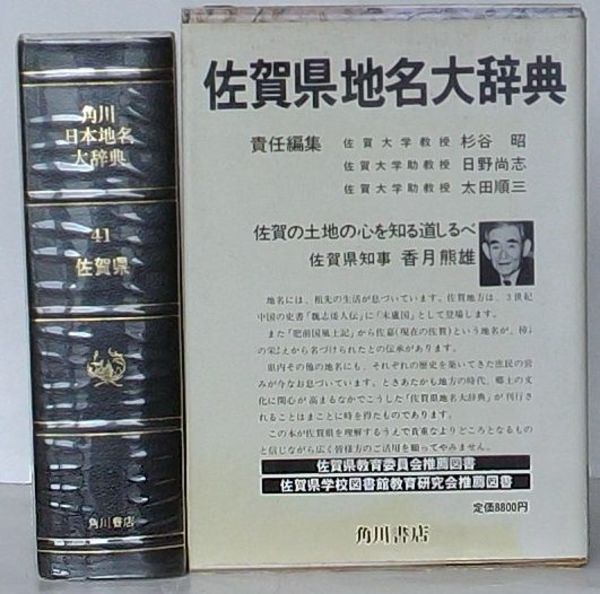 角川
日本地名
大辞典
41
佐賀県
角川書店
佐賀県地名大辞典
責任編集 佐賀大学教授 杉谷 昭
佐賀大学助教授 日野尚志
佐賀大学助教授 太田順三
佐賀の土地の心を知る道しるべ
佐賀県知事 香月熊雄
地名には、祖先の生活が息づいています。佐賀地方は、3世紀
中国の史書「魏志倭人伝」に「末盧国」として登場します。
また「肥前国風土記」から佐嘉(現在の佐賀)という地名が、樟
の栄えから名づけられたとの伝承があります。
県内その他の地名にも、それぞれの歴史を築いてきた庶民の営
みが今なお息づいています。ときあたかも地方の時代、郷土の文
化に関心が高まるなかでこうした「佐賀県地名大辞典」が刊行さ
れることはまことに時を得たものであります。
この本が佐賀県を理解するうえで貴重なよりどころとなるもの
と信じながら広く皆様方のご活用を願ってやみません。
佐賀県教育委員会推薦図書
佐賀県学校図書館教育研究会推薦図書
定価8800円
角川書店